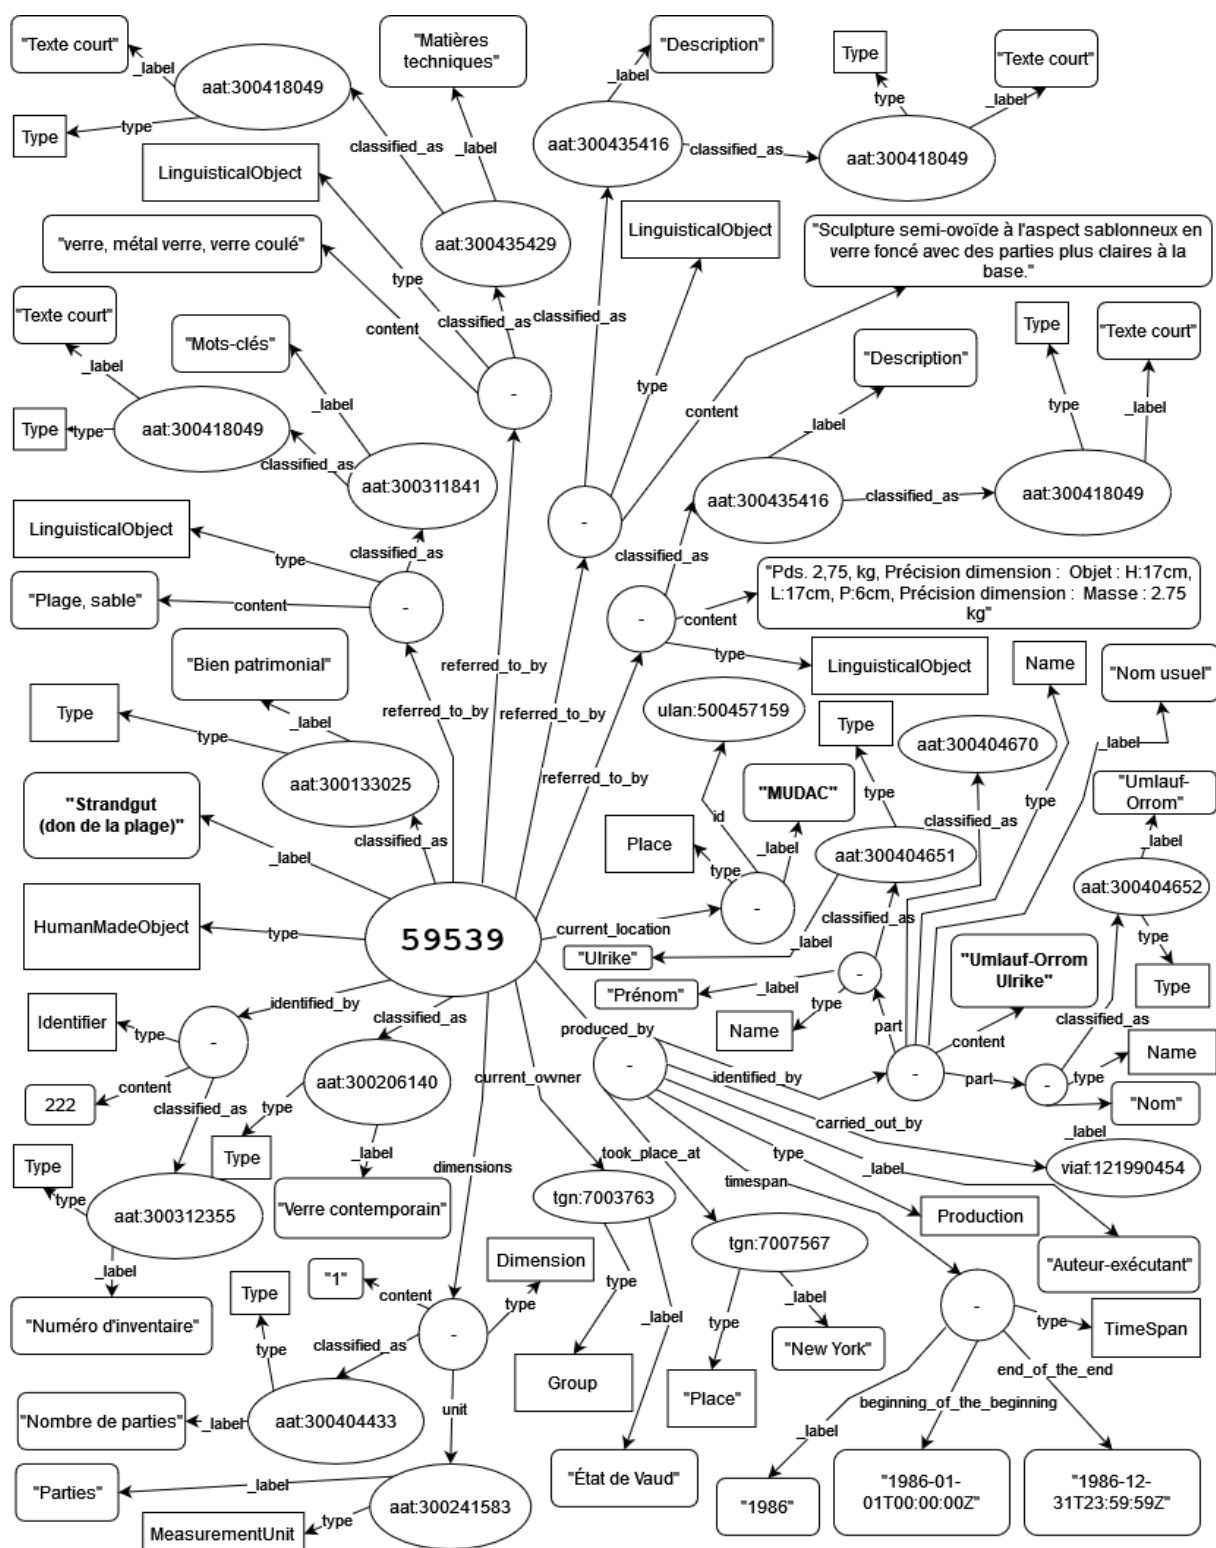 "Texte court"
_label
aat:300418049
type
Type
"Matières
techniques"
_label
classified_as
aat:300435429
LinguisticalObject
type
"verre, métal verre, verre coulé"
content
classified_as
-
"Description"
_label
aat:300435416
classified_as
Type
type
"Texte court"
_label
aat:300418049
LinguisticalObject
type
classified_as
"Sculpture semi-ovoïde à l'aspect sablonneux en
verre foncé avec des parties plus claires à la
base."
content
-
"Texte court"
_label
aat:300418049
type
Type
"Mots-clés"
_label
classified_as
aat:300311841
LinguisticalObject
type
classified_as
"Plage, sable"
content
-
"Description"
_label
aat:300435416
classified_as
Type
type
"Texte court"
_label
aat:300418049
classified_as
"Pds. 2,75, kg, Précision dimension : Objet : H:17cm,
L:17cm, P:6cm, Précision dimension : Masse : 2.75
kg"
content
-
type
LinguisticalObject
referred_to_by
referred_to_by
referred_to_by
referred_to_by
"Bien patrimonial"
_label
Type
type
aat:300133025
classified_as
"Strandgut
(don de la plage)"
_label
HumanMadeObject
type
59539
ulan:500457159
id
"MUDAC"
_label
Place
type
-
current_location
Type
type
aat:300404651
_label
"Ulrike"
classified_as
-
"Prénom"
_label
Name
type
part
aat:300404670
classified_as
Name
type
"Nom usuel"
_label
"Umlauf-Orrom
Ulrike"
content
-
"Umlauf-
Orrom"
_label
aat:300404652
type
Type
classified_as
part
-
type
Name
"Nom"
_label
identified_by
Identifier
type
-
222
content
classified_as
Type
type
aat:300312355
_label
"Numéro d'inventaire"
classified_as
aat:300206140
type
Type
_label
"Verre contemporain"
dimensions
"1"
content
Dimension
type
-
classified_as
Type
type
aat:300404433
_label
"Nombre de parties"
unit
aat:300241583
_label
"Parties"
type
MeasurementUnit
current_owner
tgn:7003763
type
Group
_label
"État de Vaud"
produced_by
-
identified_by
carried_out_by
viaf:121990454
_label
"Auteur-exécutant"
type
Production
took_place_at
tgn:7007567
type
"Place"
_label
"New York"
timespan
-
type
TimeSpan
_label
"1986"
beginning_of_the_beginning
"1986-01-
01T00:00:00Z"
end_of_the_end
"1986-12-
31T23:59:59Z"